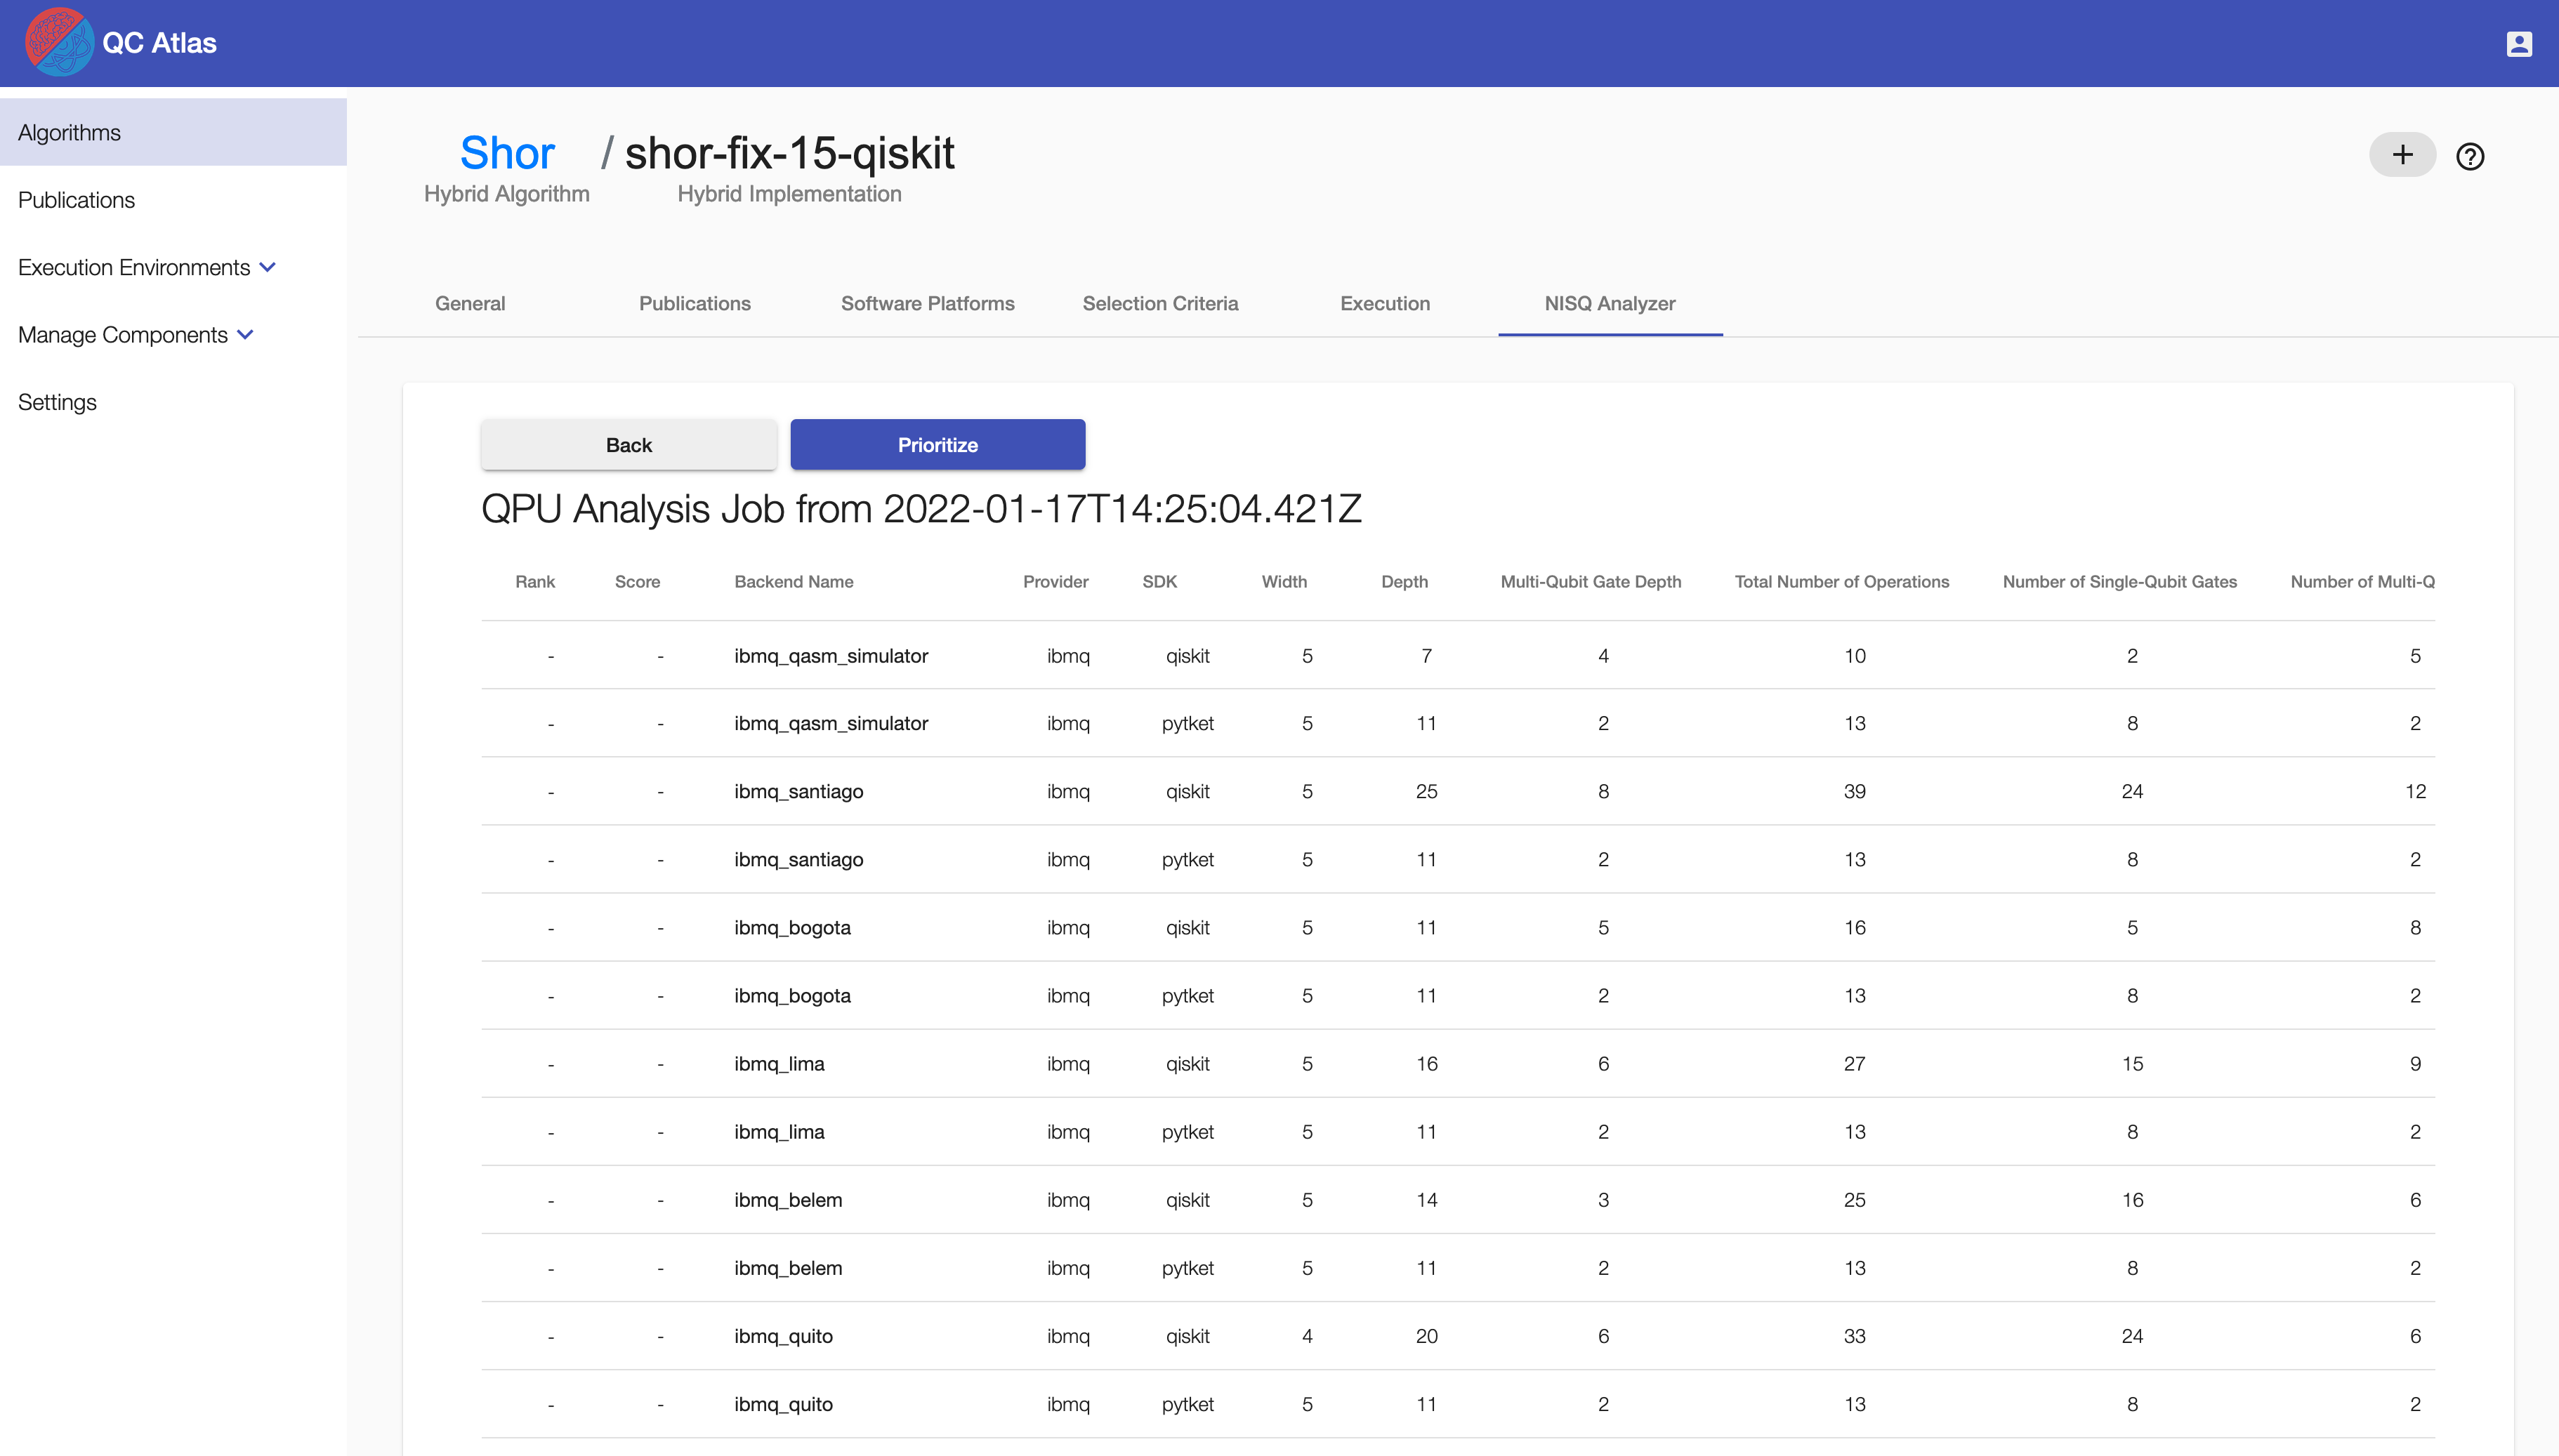 QC Atlas
Algorithms
Publications
Execution Environments
Manage Components
Settings
Shor / shor-fix-15-qiskit
Hybrid Algorithm Hybrid Implementation
General Publications Software Platforms Selection Criteria Execution NISQ Analyzer
Back Prioritize
QPU Analysis Job from 2022-01-17T14:25:04.421Z
Rank Score Backend Name Provider SDK Width Depth Multi-Qubit Gate Depth Total Number of Operations Number of Single-Qubit Gates Number of Multi-Q
- - ibmq_qasm_simulator ibmq qiskit 5 7 4 10 2 5
- - ibmq_qasm_simulator ibmq pytket 5 11 2 13 8 2
- - ibmq_santiago ibmq qiskit 5 25 8 39 24 12
- - ibmq_santiago ibmq pytket 5 11 2 13 8 2
- - ibmq_bogota ibmq qiskit 5 11 5 16 5 8
- - ibmq_bogota ibmq pytket 5 11 2 13 8 2
- - ibmq_lima ibmq qiskit 5 16 6 27 15 9
- - ibmq_lima ibmq pytket 5 11 2 13 8 2
- - ibmq_belem ibmq qiskit 5 14 3 25 16 6
- - ibmq_belem ibmq pytket 5 11 2 13 8 2
- - ibmq_quito ibmq qiskit 4 20 6 33 24 6
- - ibmq_quito ibmq pytket 5 11 2 13 8 2